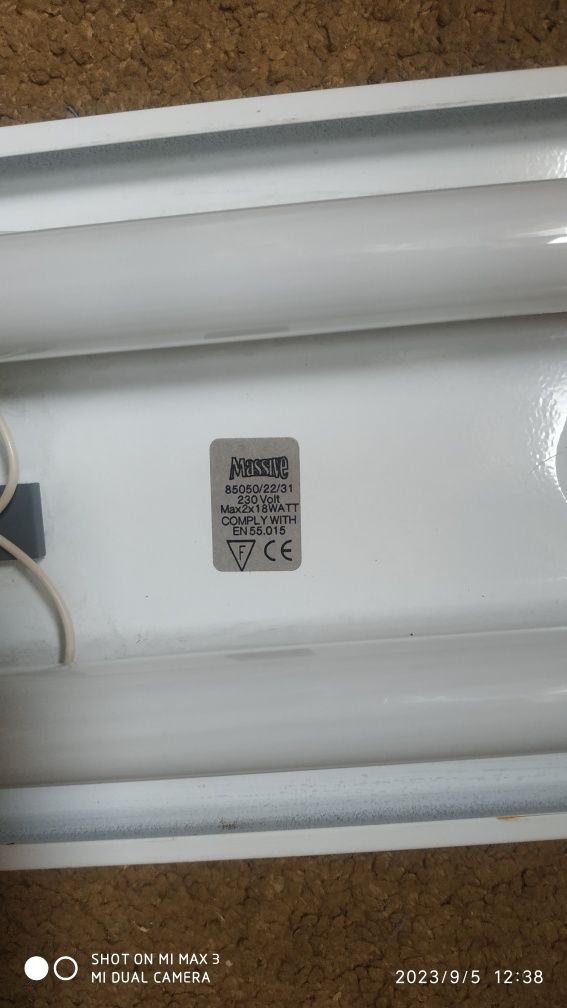 Massive
85050/22/31
230 Volt
Max2x18WATT
COMPLY WITH
EN 55.015
F CE
SHOT ON MI MAX 3
MI DUAL CAMERA
2023/9/5 12:38